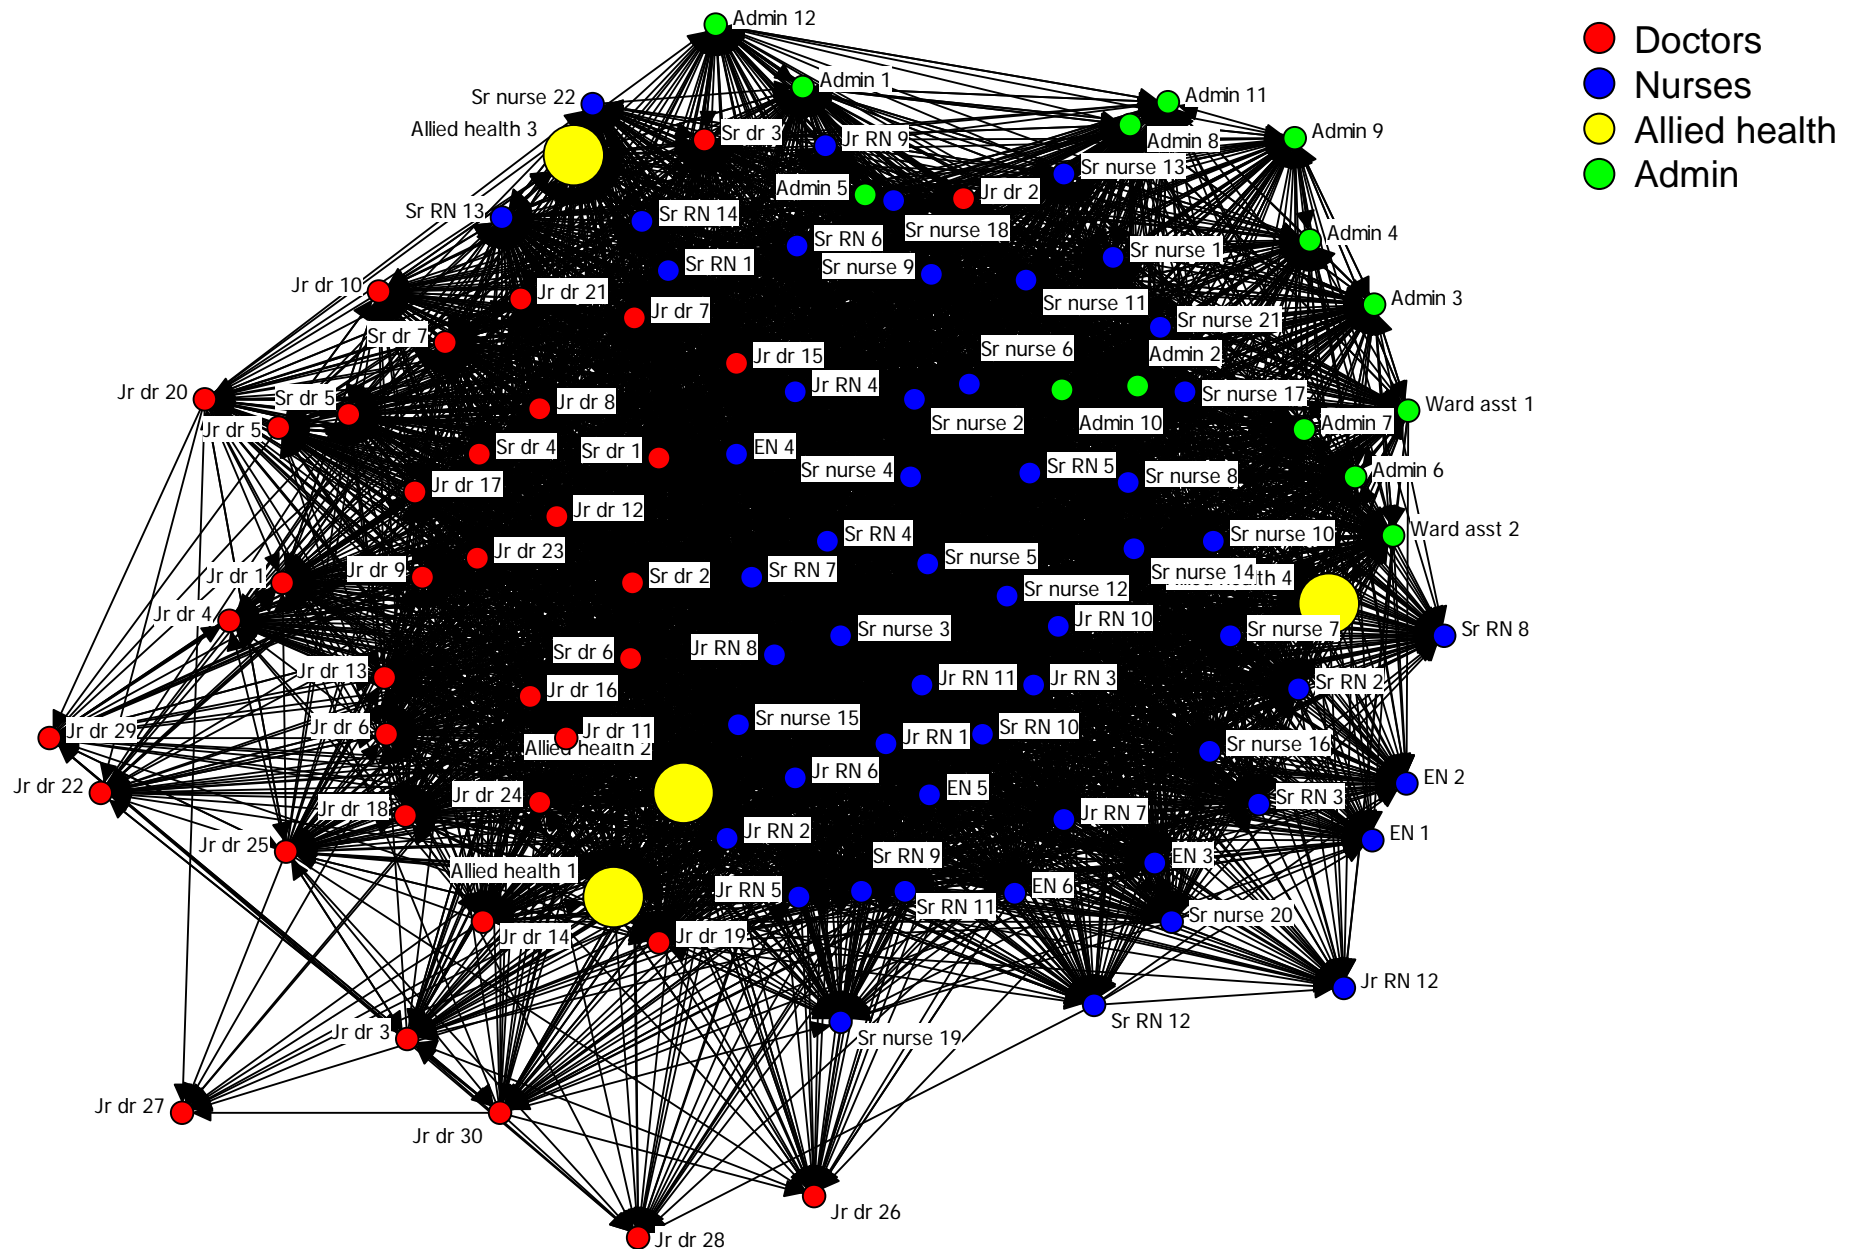 Admin 12
Doctors
Admin 1
Nurses
Sr nurse 22
Admin 11
Allied health 3
Sr dr 3
Jr RN 9
Admin 8
Admin 9
Allied health
Sr nurse 13
Admin
Admin 5
Jr dr 2
Sr RN 13
Sr RN 14
Sr nurse 18
Admin 4
Sr RN 6
Sr nurse 1
Sr RN 1
Sr nurse 9
Jr dr 10
Jr dr 21
Sr nurse 11
Admin 3
Jr dr 7
Sr nurse 21
Sr dr 7
Sr nurse 6
Admin 2
Jr dr 15
Jr RN 4
Jr dr 20
Sr dr 5
Jr dr 8
Sr nurse 17
Ward asst 1
Jr dr 5
Sr nurse 2
Admin 10
Admin 7
Sr dr 4
Sr dr 1
EN 4
Sr nurse 4
Sr RN 5
Sr nurse 8
Admin 6
Jr dr 17
Jr dr 12
Sr RN 4
Sr nurse 10
Ward asst 2
Jr dr 23
Sr nurse 5
Jr dr 1
Jr dr 9
Sr dr 2
Sr RN 7
Sr nurse 14
Allied health 4
Sr nurse 12
Jr dr 4
Jr RN 10
Sr nurse 3
Sr nurse 7
Sr RN 8
Sr dr 6
Jr RN 8
Jr dr 13
Jr dr 16
Jr RN 11
Jr RN 3
Sr RN 2
Jr dr 29
Jr dr 6
Jr dr 11
Allied health 2
Sr nurse 15
Jr RN 1
Sr RN 10
Sr nurse 16
Jr dr 22
Jr RN 6
EN 2
Jr dr 18
Jr dr 24
EN 5
Sr RN 3
Jr RN 7
Jr RN 2
EN 1
Jr dr 25
Sr RN 9
EN 3
Allied health 1
Jr RN 5
EN 6
Sr RN 11
Sr nurse 20
Jr dr 14
Jr dr 19
Jr RN 12
Jr dr 3
Sr nurse 19
Sr RN 12
Jr dr 27
Jr dr 30
Jr dr 26
Jr dr 28